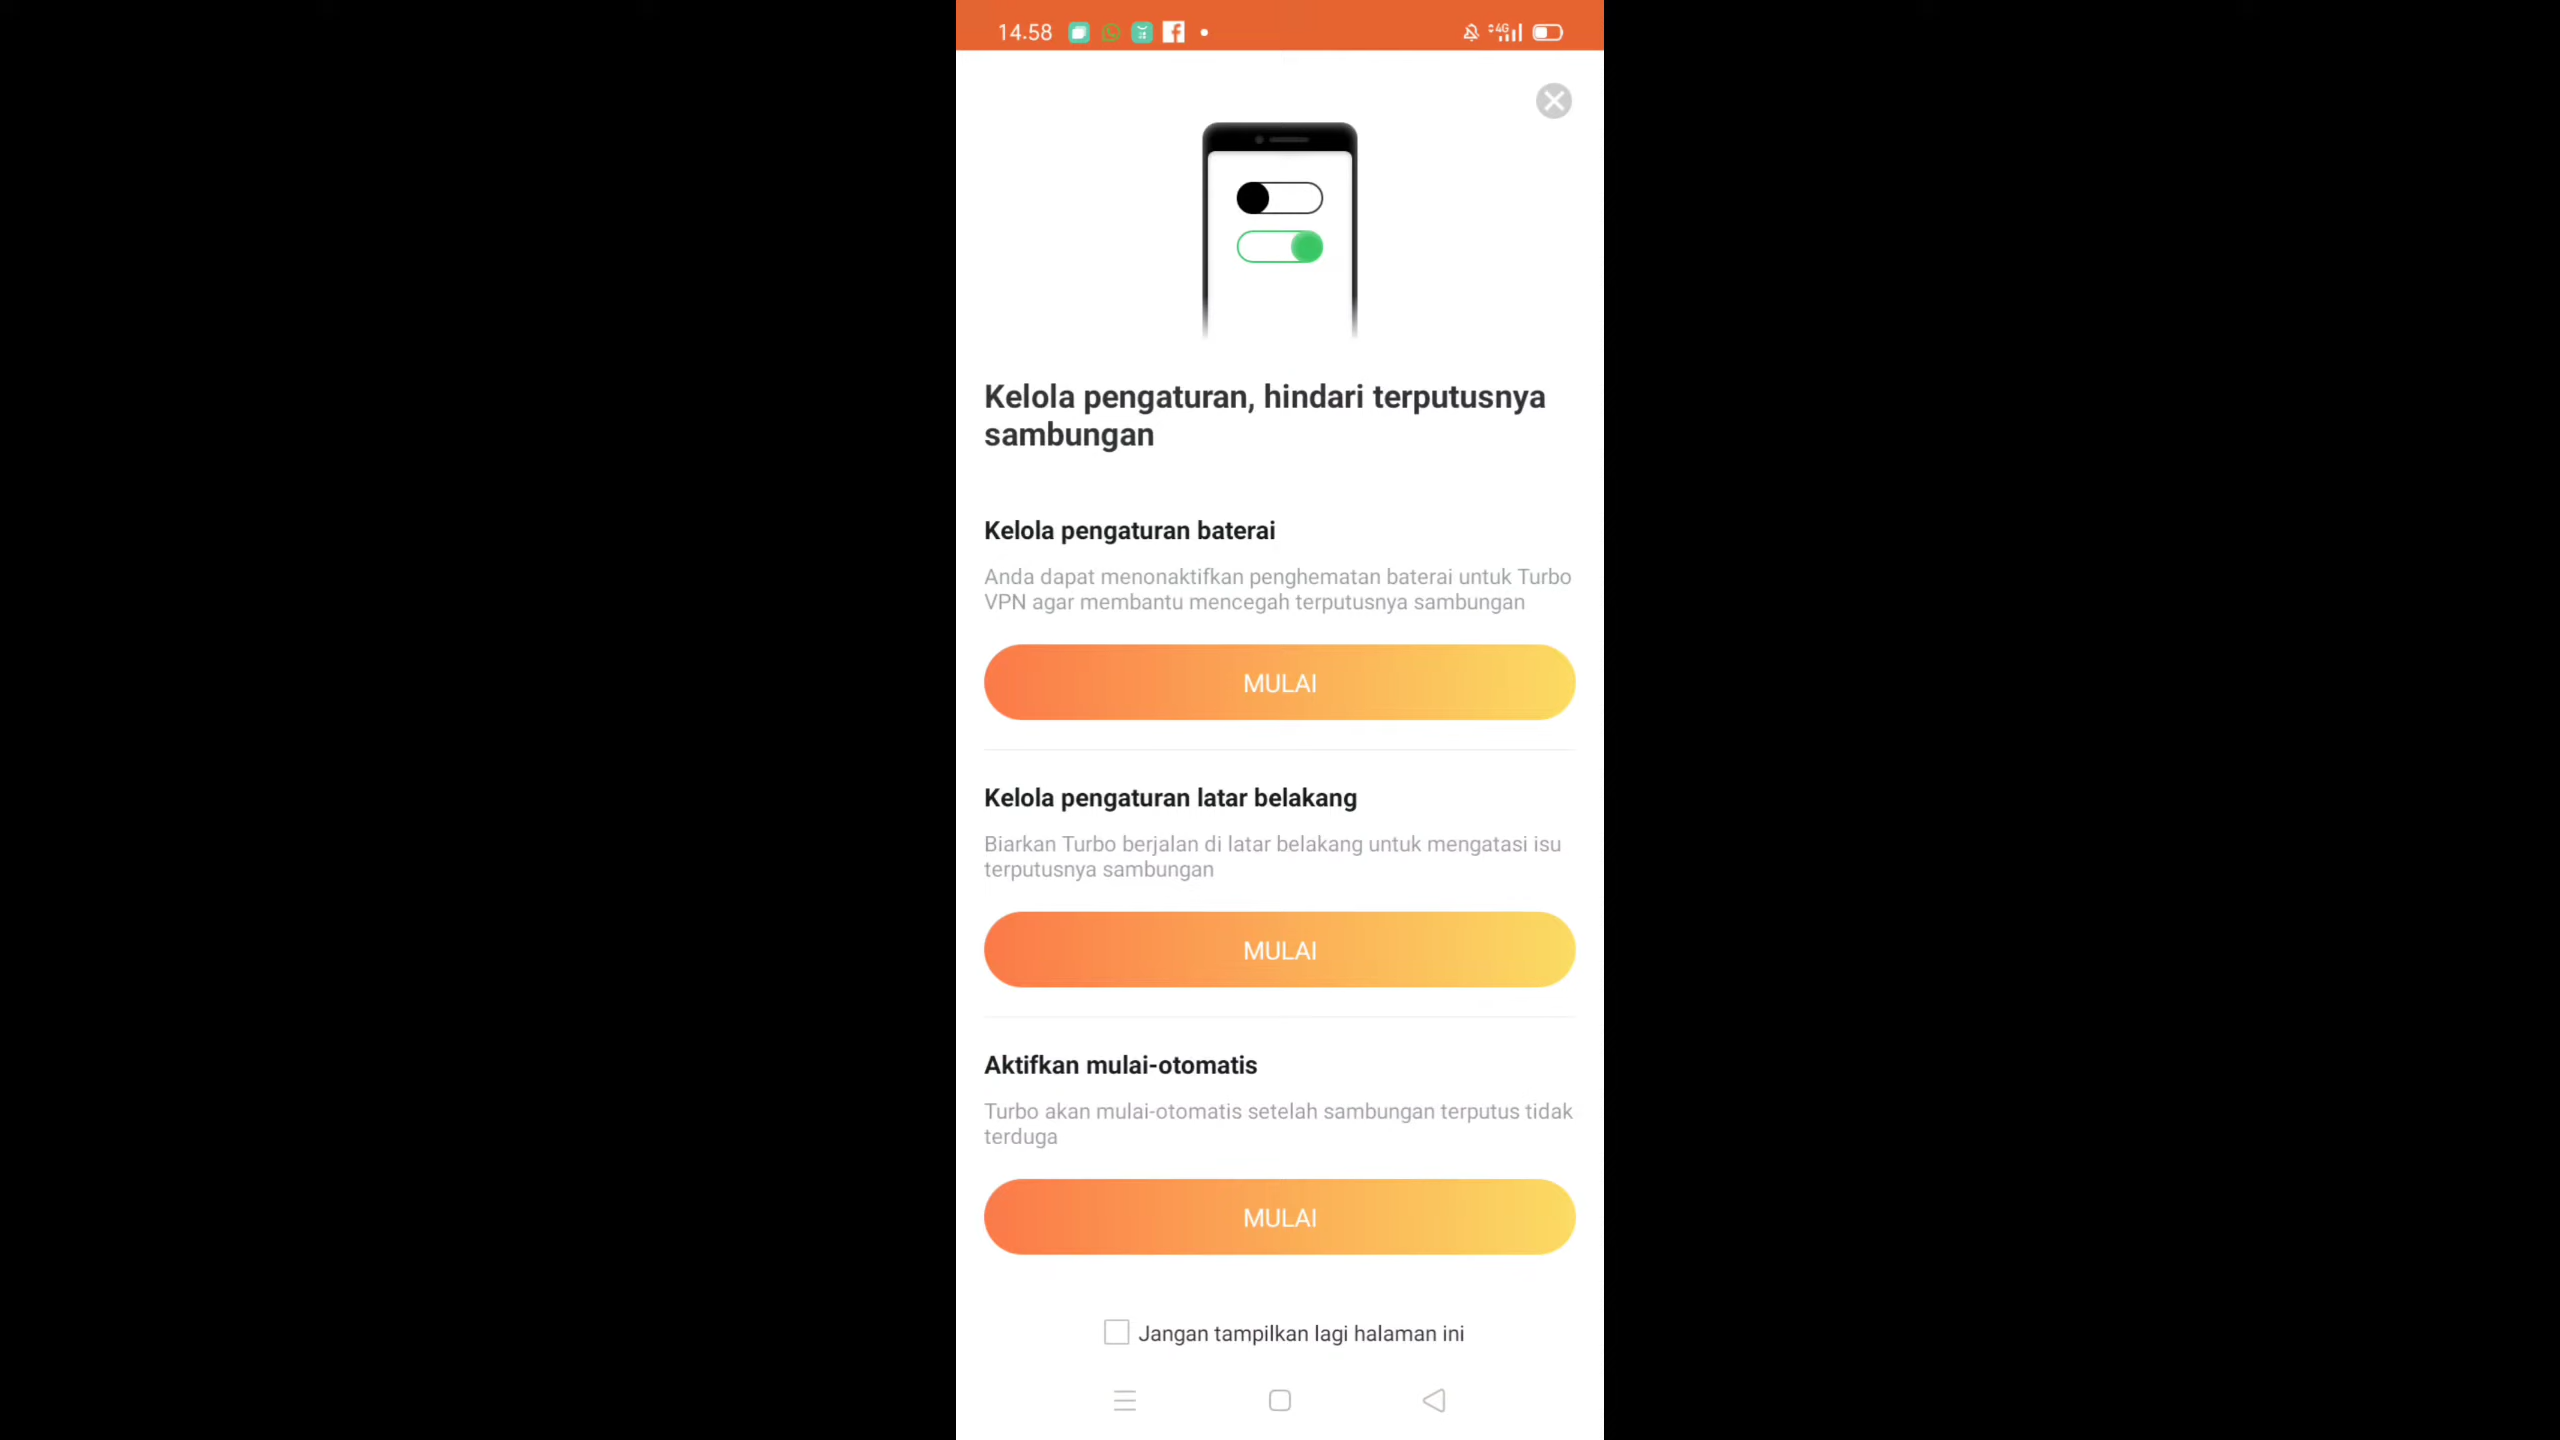 14.58
4G
Kelola pengaturan, hindari terputusnya
sambungan
Kelola pengaturan baterai
Anda dapat menonaktifkan penghematan baterai untuk Turbo
VPN agar membantu mencegah terputusnya sambungan
MULAI
Kelola pengaturan latar belakang
Biarkan Turbo berjalan di latar belakang untuk mengatasi isu
terputusnya sambungan
MULAI
Aktifkan mulai-otomatis
Turbo akan mulai-otomatis setelah sambungan terputus tidak
terduga
MULAI
Jangan tampilkan lagi halaman ini